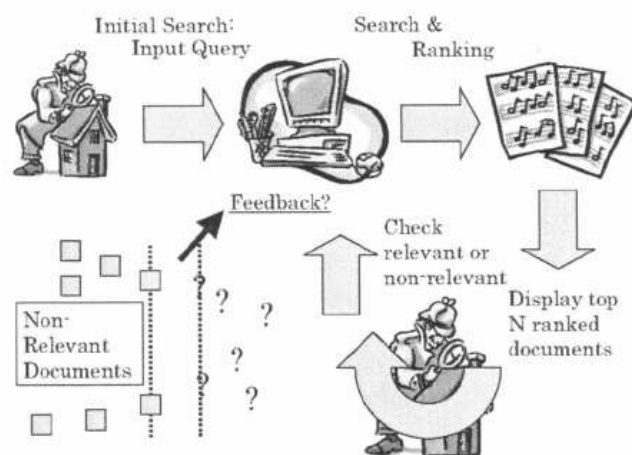 Initial Search:
Input Query
Search &
Ranking
Feedback?
Check
relevant or
non-relevant
Display top
N ranked
documents
Non-
Relevant
Documents
?
?
?
?
?
?